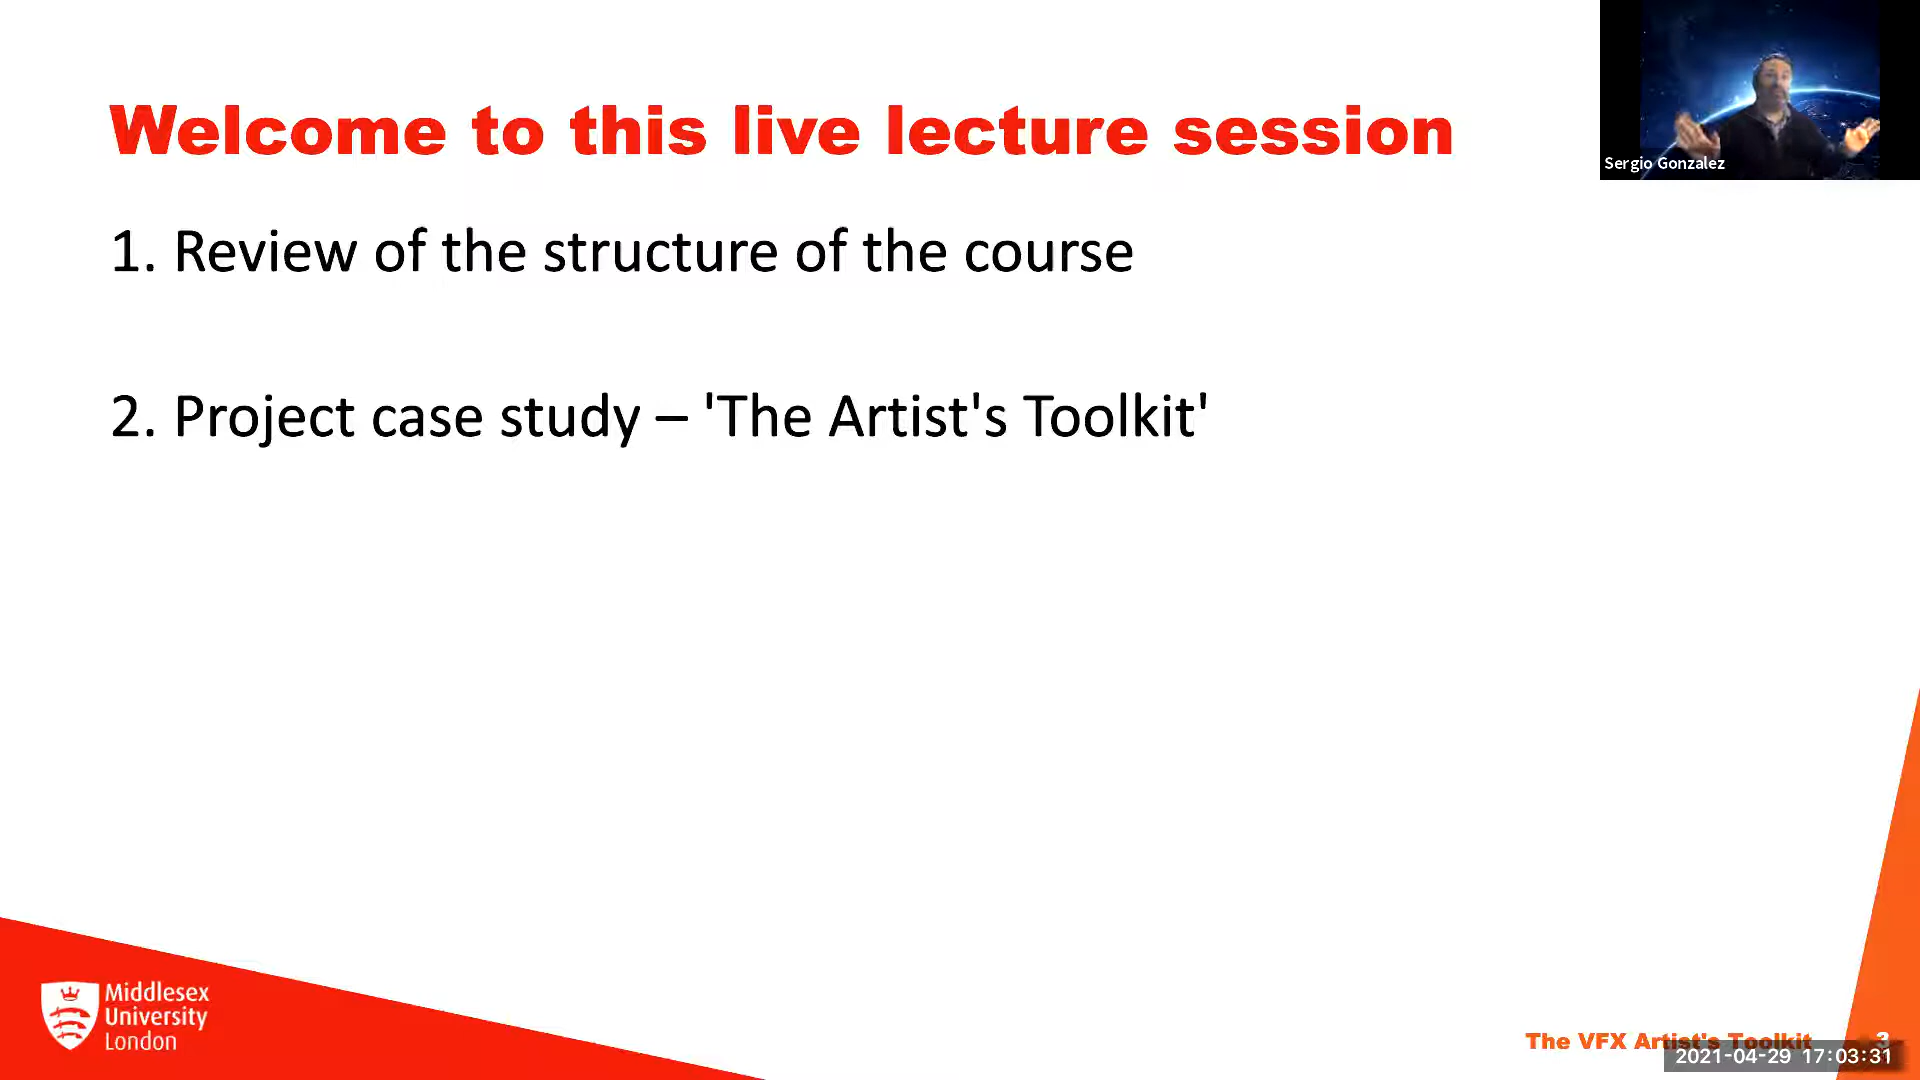 Welcome to this live lecture session
Sergio Gonzalez
1. Review of the structure of the course
2. Project case study – 'The Artist's Toolkit'
Middlesex
University
London
The VFX Artist's Toolkit 3
2021-04-29 17:03:31